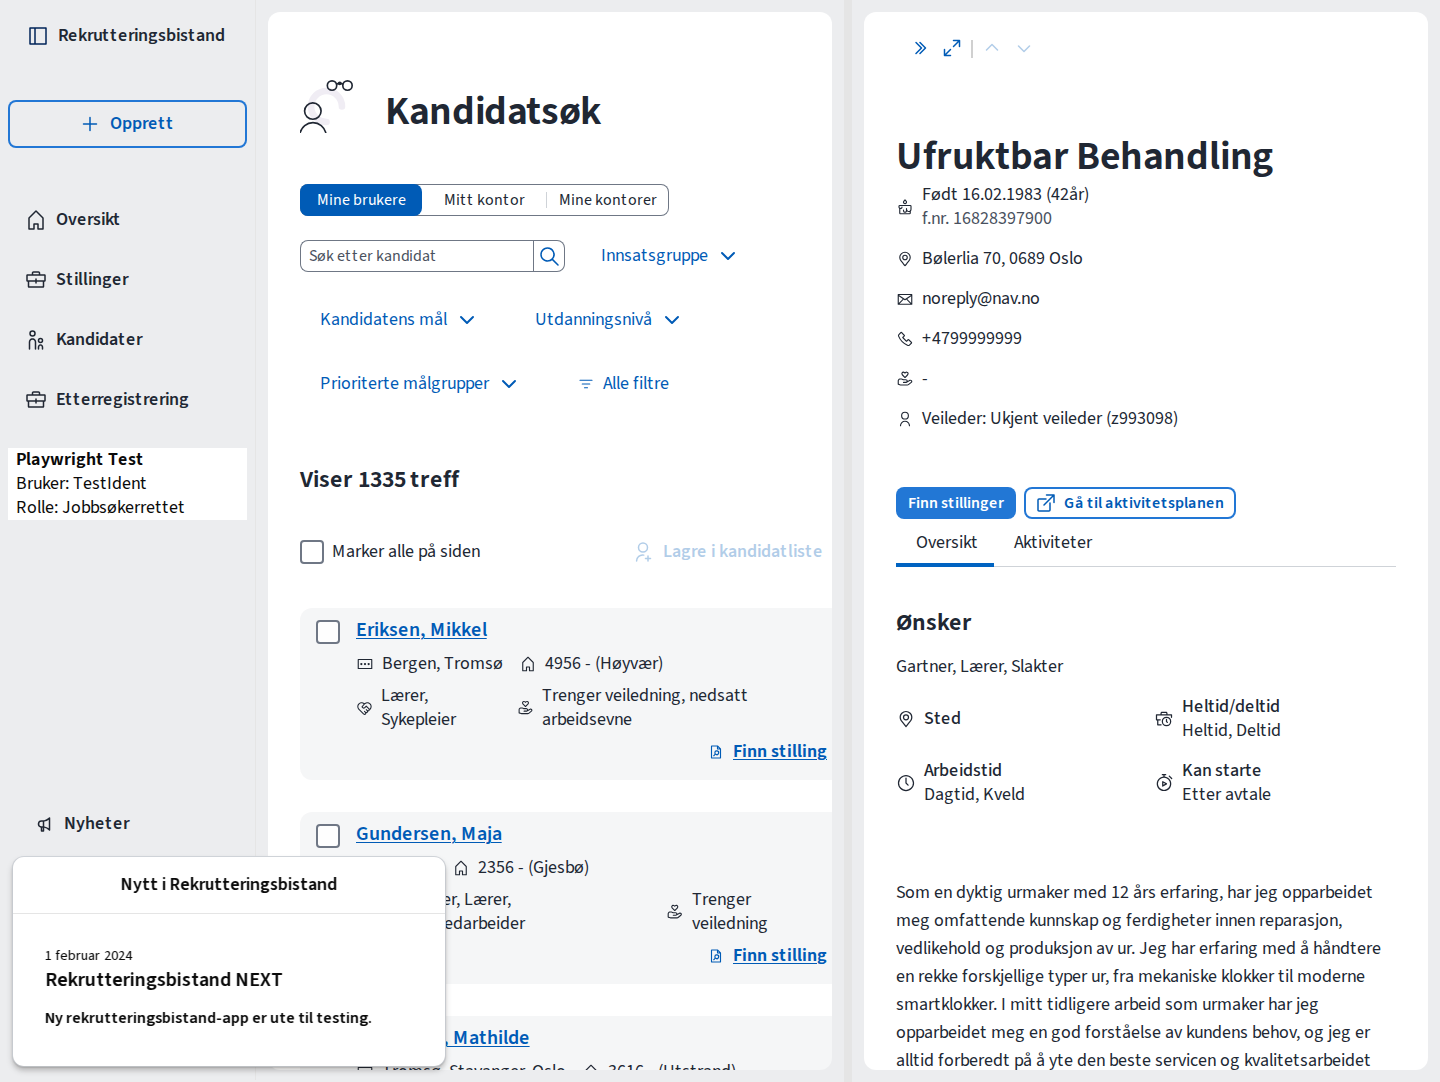 Rekrutteringsbistand
Opprett
Oversikt
Stillinger
Kandidater
Etterregistrering
Playwright Test
Bruker: TestIdent
Rolle: Jobbsøkerrettet
Nyheter
Nytt i Rekrutteringsbistand
1 februar 2024
Rekrutteringsbistand NEXT
Ny rekrutteringsbistand-app er ute til testing.
Kandidatsøk
Mine brukere
Mitt kontor
Mine kontorer
Søk etter kandidat
Innsatsgruppe
Kandidatens mål
Utdanningsnivå
Prioriterte målgrupper
Alle filtre
Viser 1335 treff
Marker alle på siden
Lagre i kandidatliste
Eriksen, Mikkel
Bergen, Tromsø
4956 - (Høyvær)
Lærer,
Sykepleier
Trenger veiledning, nedsatt
arbeidsevne
Finn stilling
Gundersen, Maja
2356 - (Gjesbø)
er, Lærer,
edarbeider
Trenger
veiledning
Finn stilling
, Mathilde
Tromsø, Stavanger, Oslo
3616 - (Utstrand)
Ufruktbar Behandling
Født 16.02.1983 (42år)
f.nr. 16828397900
Bølerlia 70, 0689 Oslo
noreply@nav.no
+4799999999
-
Veileder: Ukjent veileder (z993098)
Finn stillinger
Gå til aktivitetsplanen
Oversikt
Aktiviteter
Ønsker
Gartner, Lærer, Slakter
Sted
Heltid/deltid
Heltid, Deltid
Arbeidstid
Dagtid, Kveld
Kan starte
Etter avtale
Som en dyktig urmaker med 12 års erfaring, har jeg opparbeidet
meg omfattende kunnskap og ferdigheter innen reparasjon,
vedlikehold og produksjon av ur. Jeg har erfaring med å håndtere
en rekke forskjellige typer ur, fra mekaniske klokker til moderne
smartklokker. I mitt tidligere arbeid som urmaker har jeg
opparbeidet meg en god forståelse av kundens behov, og jeg er
alltid forberedt på å yte den beste servicen og kvalitetsarbeidet